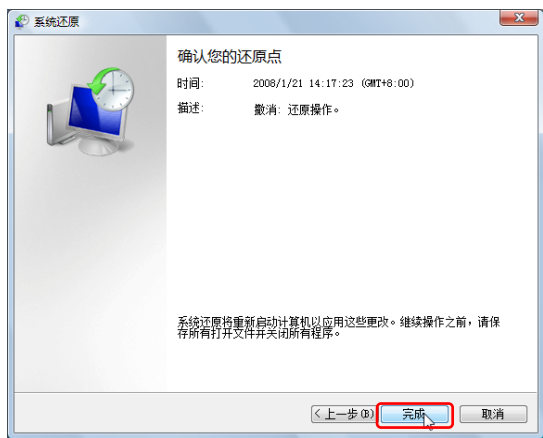 系统还原
确认您的还原点
时间: 2008/1/21 14:17:23 (GMT+8:00)
描述: 撤消: 还原操作。
系统还原将重新启动计算机以应用这些更改。继续操作之前，请保
存所有打开文件并关闭所有程序。
< 上一步(B) 完成 取消